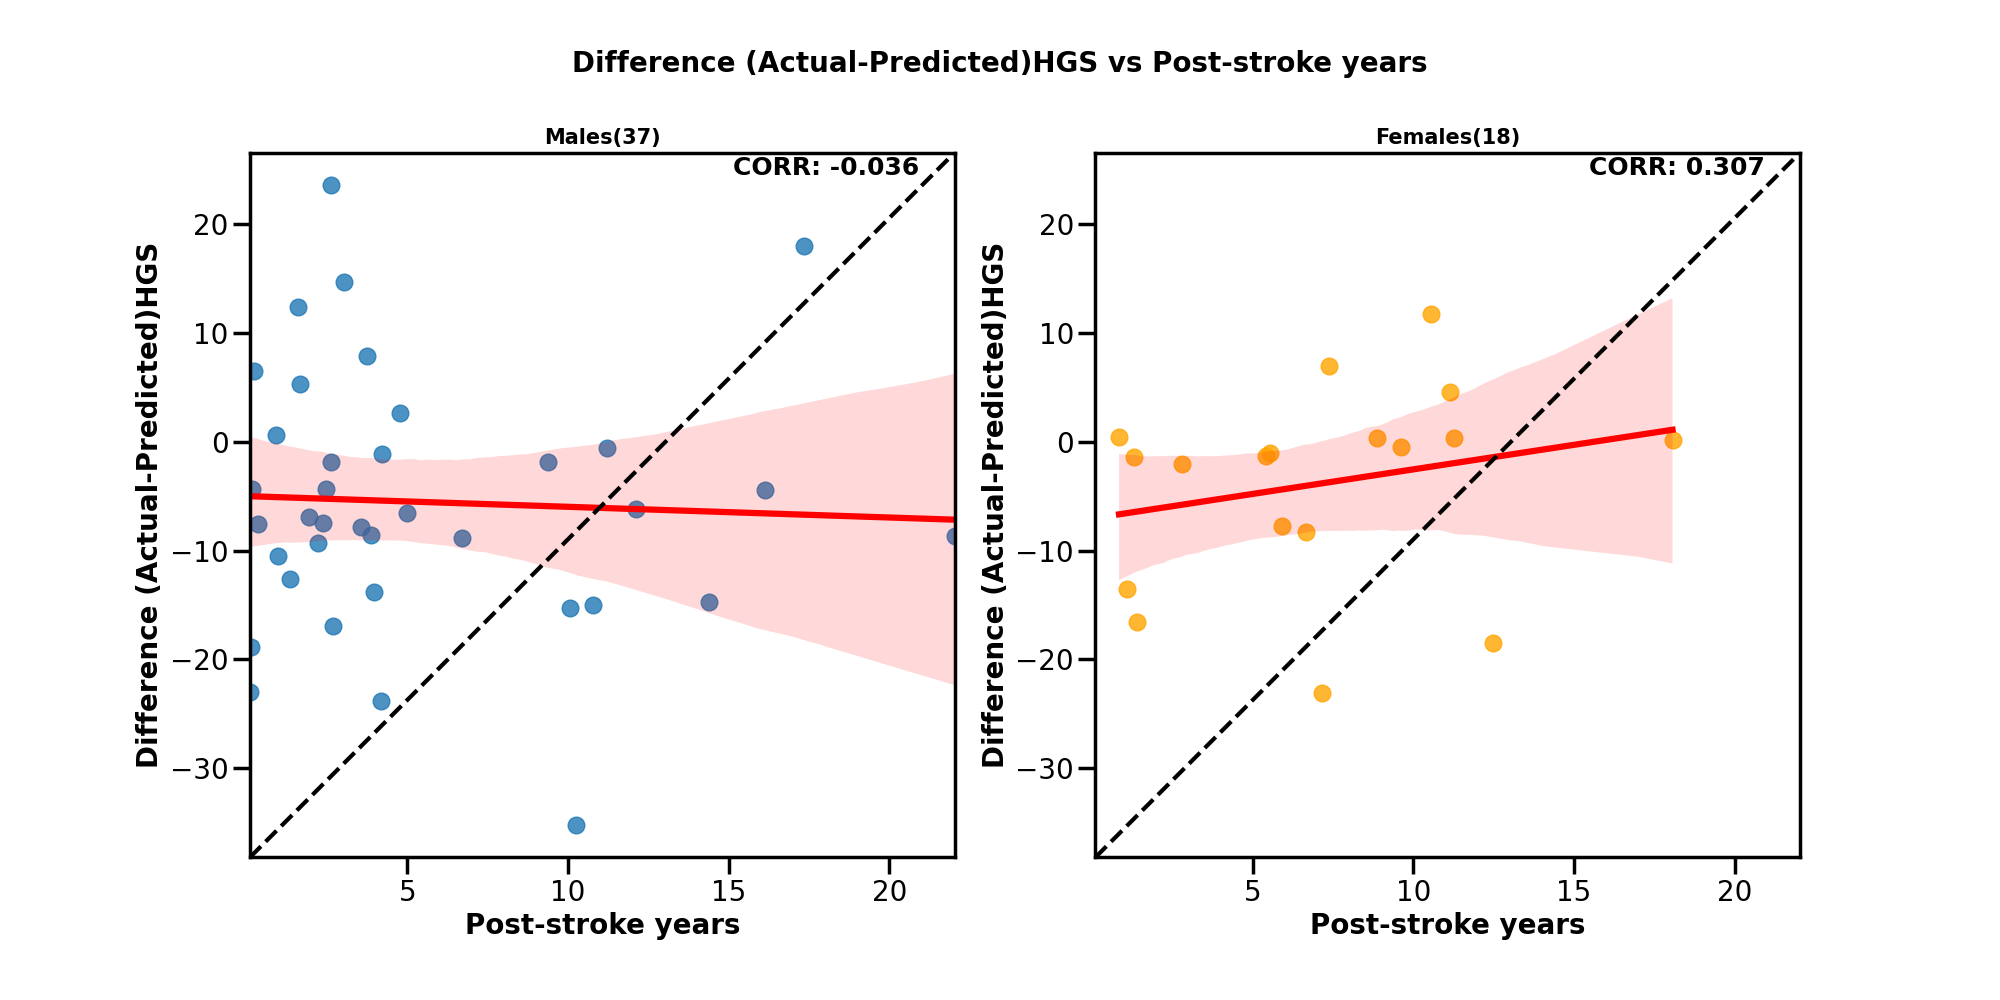 Difference (Actual-Predicted)HGS vs Post-stroke years
Males(37)
CORR: -0.036
20
10
0
−10
−20
−30
Difference (Actual-Predicted)HGS
5
10
15
20
Post-stroke years
Females(18)
CORR: 0.307
20
10
0
−10
−20
−30
Difference (Actual-Predicted)HGS
5
10
15
20
Post-stroke years